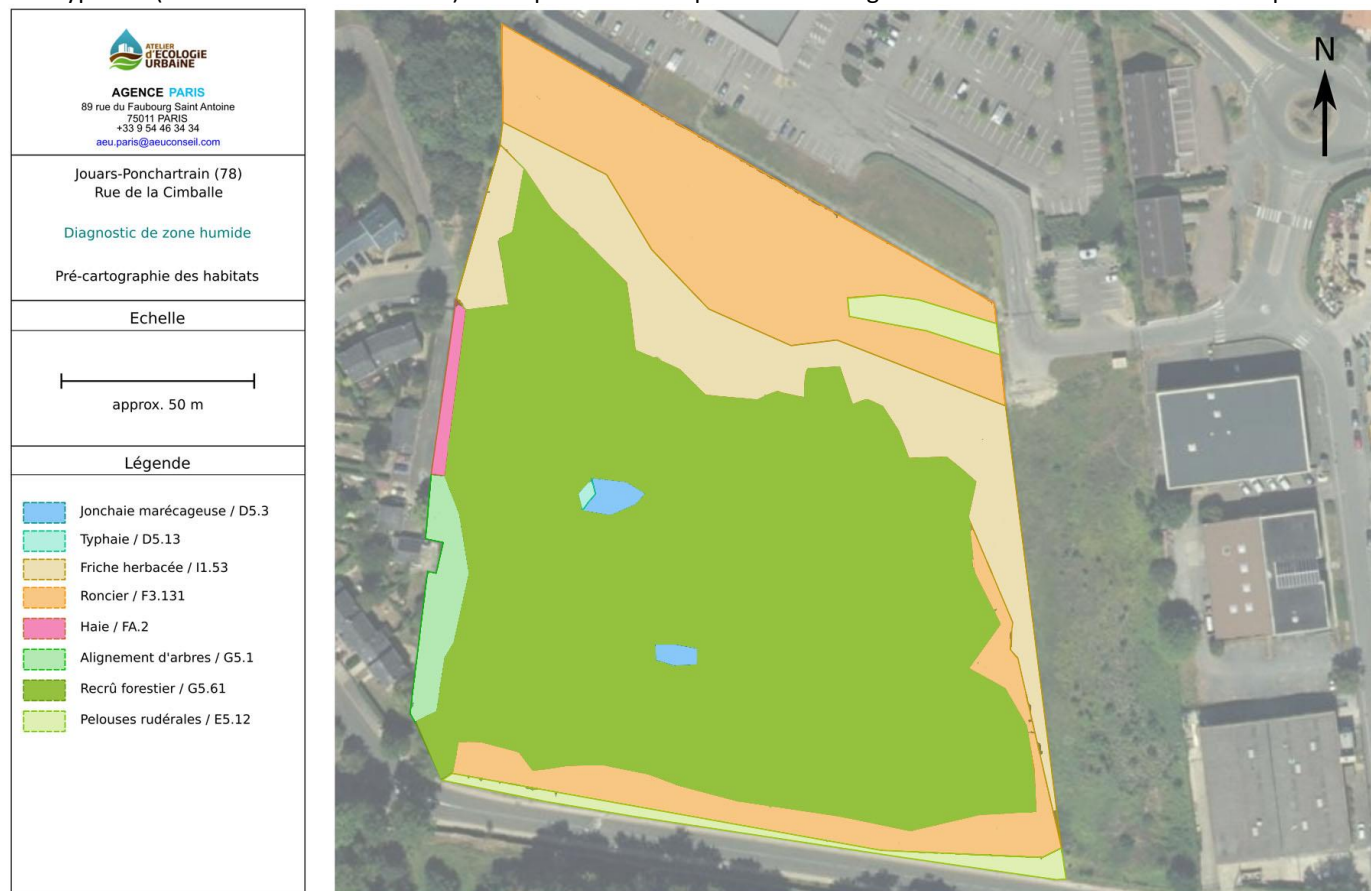 ATELIER
d'ECOLOGIE
URBAINE
AGENCE PARIS
89 rue du Faubourg Saint Antoine
75011 PARIS
+33 9 54 46 34 34
aeu.paris@aeuconseil.com
Jouars-Ponchartrain (78)
Rue de la Cimballe
Diagnostic de zone humide
Pré-cartographie des habitats
Echelle
approx. 50 m
Légende
Jonchaie marécageuse / D5.3
Typhaie / D5.13
Friche herbacée / I1.53
Roncier / F3.131
Haie / FA.2
Alignement d'arbres / G5.1
Recrû forestier / G5.61
Pelouses rudérales / E5.12
N